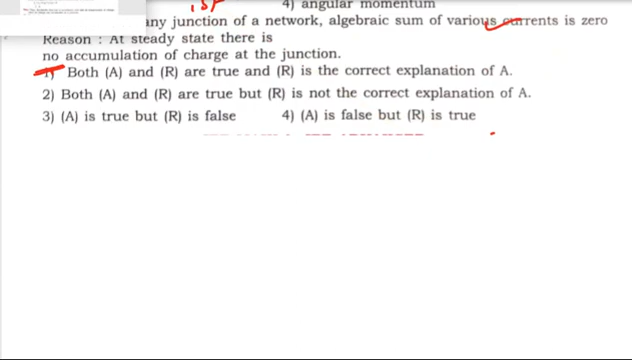 4) angular momentum
any junction of a network, algebraic sum of various currents is zero
Reason : At steady state there is
no accumulation of charge at the junction.
1) Both (A) and (R) are true and (R) is the correct explanation of A.
2) Both (A) and (R) are true but (R) is not the correct explanation of A.
3) (A) is true but (R) is false 4) (A) is false but (R) is true